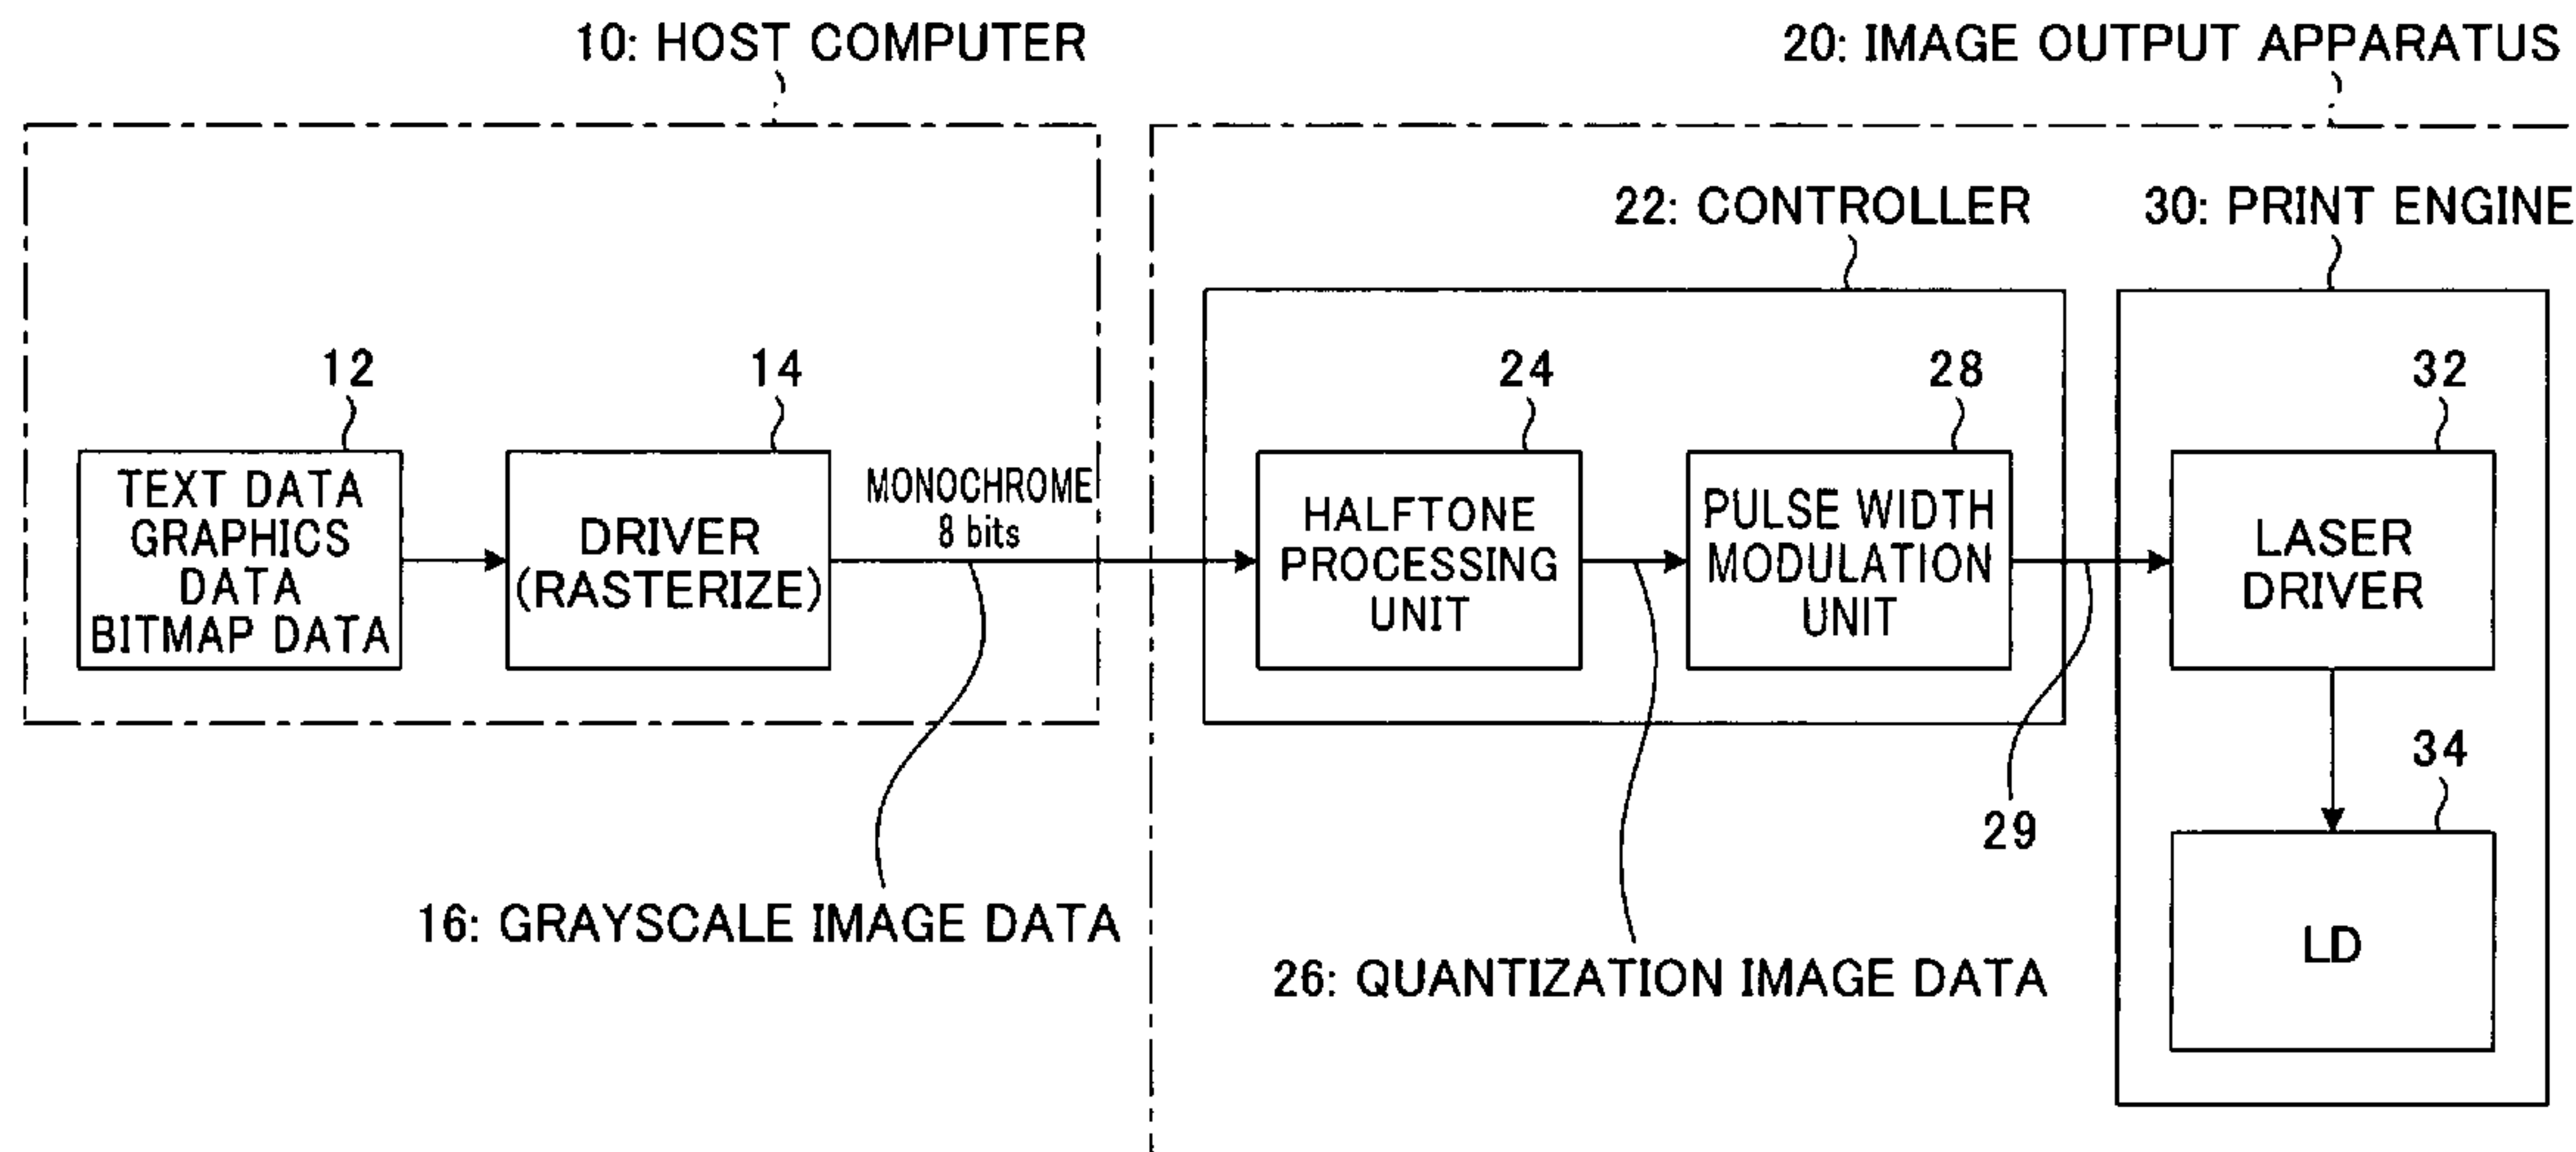 10: HOST COMPUTER
20: IMAGE OUTPUT APPARATUS
22: CONTROLLER
30: PRINT ENGINE
12
14
24
28
32
TEXT DATA
GRAPHICS
DATA
BITMAP DATA
DRIVER
(RASTERIZE)
MONOCHROME
8 bits
HALFTONE
PROCESSING
UNIT
PULSE WIDTH
MODULATION
UNIT
LASER
DRIVER
34
29
16: GRAYSCALE IMAGE DATA
26: QUANTIZATION IMAGE DATA
LD